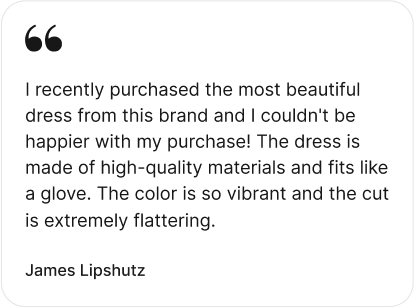 “
I recently purchased the most beautiful
dress from this brand and I couldn't be
happier with my purchase! The dress is
made of high-quality materials and fits like
a glove. The color is so vibrant and the cut
is extremely flattering.
James Lipshutz